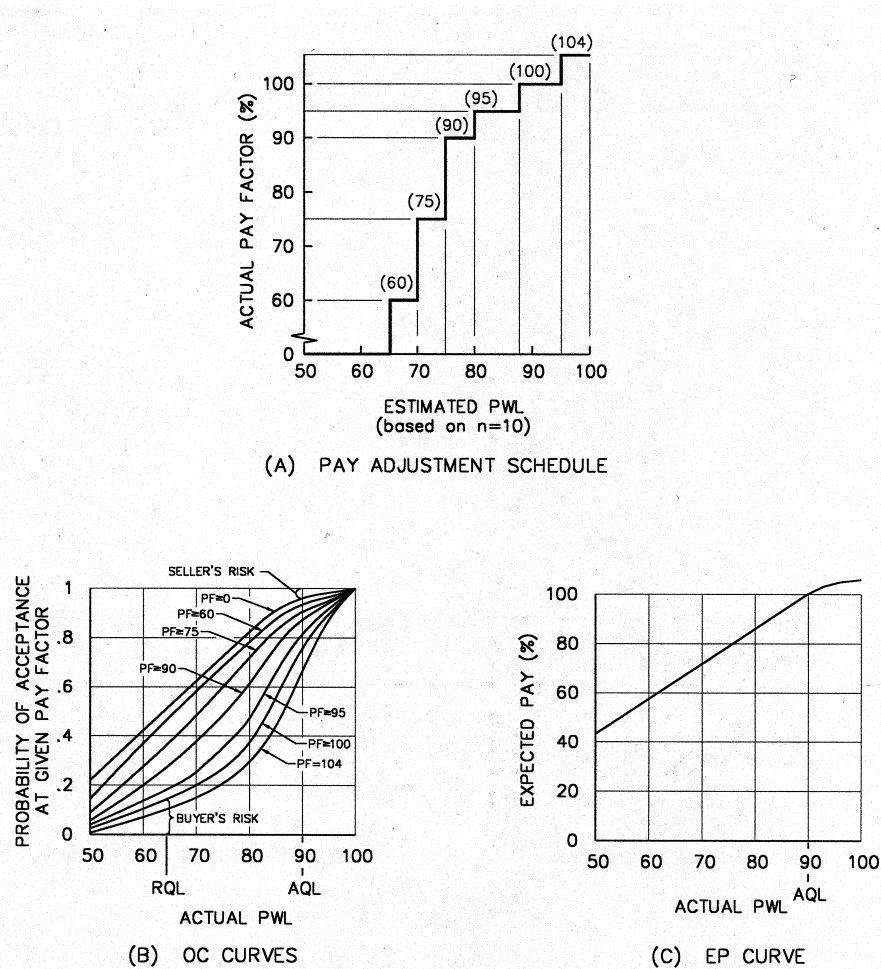 (104)
(100)
(95)
(90)
(75)
(60)
100
90
80
70
60
0
ACTUAL PAY FACTOR (%)
50 60 70 80 90 100
ESTIMATED PWL
(based on n=10)
(A) PAY ADJUSTMENT SCHEDULE
PROBABILITY OF ACCEPTANCE
AT GIVEN PAY FACTOR
1
.8
.6
.4
.2
0
SELLER'S RISK
PF≥0
PF≥60
PF≥75
PF≥90
PF≥95
PF≥100
PF=104
BUYER'S RISK
50 60 70 80 90 100
RQL AQL
ACTUAL PWL
(B) OC CURVES
EXPECTED PAY (%)
100
80
60
40
20
0
50 60 70 80 90 100
AQL
ACTUAL PWL
(C) EP CURVE